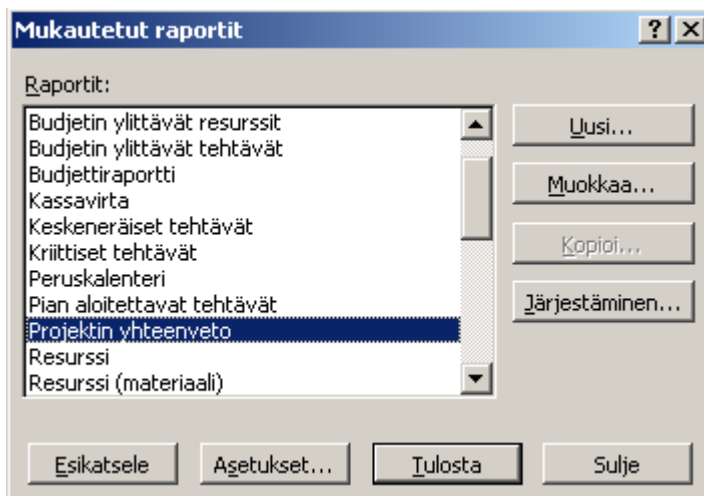 Mukautetut raportit
Raportit:
Budjetin ylittävät resurssit
Budjetin ylittävät tehtävät
Budjettiraportti
Kassavirta
Keskeneräiset tehtävät
Kriittiset tehtävät
Peruskalenteri
Pian aloitettavat tehtävät
Projektin yhteenveto
Resurssi
Resurssi (materiaali)
Uusi...
Muokkaa...
Kopioi...
Järjestäminen...
Esikatsele
Asetukset...
Tulosta
Sulje